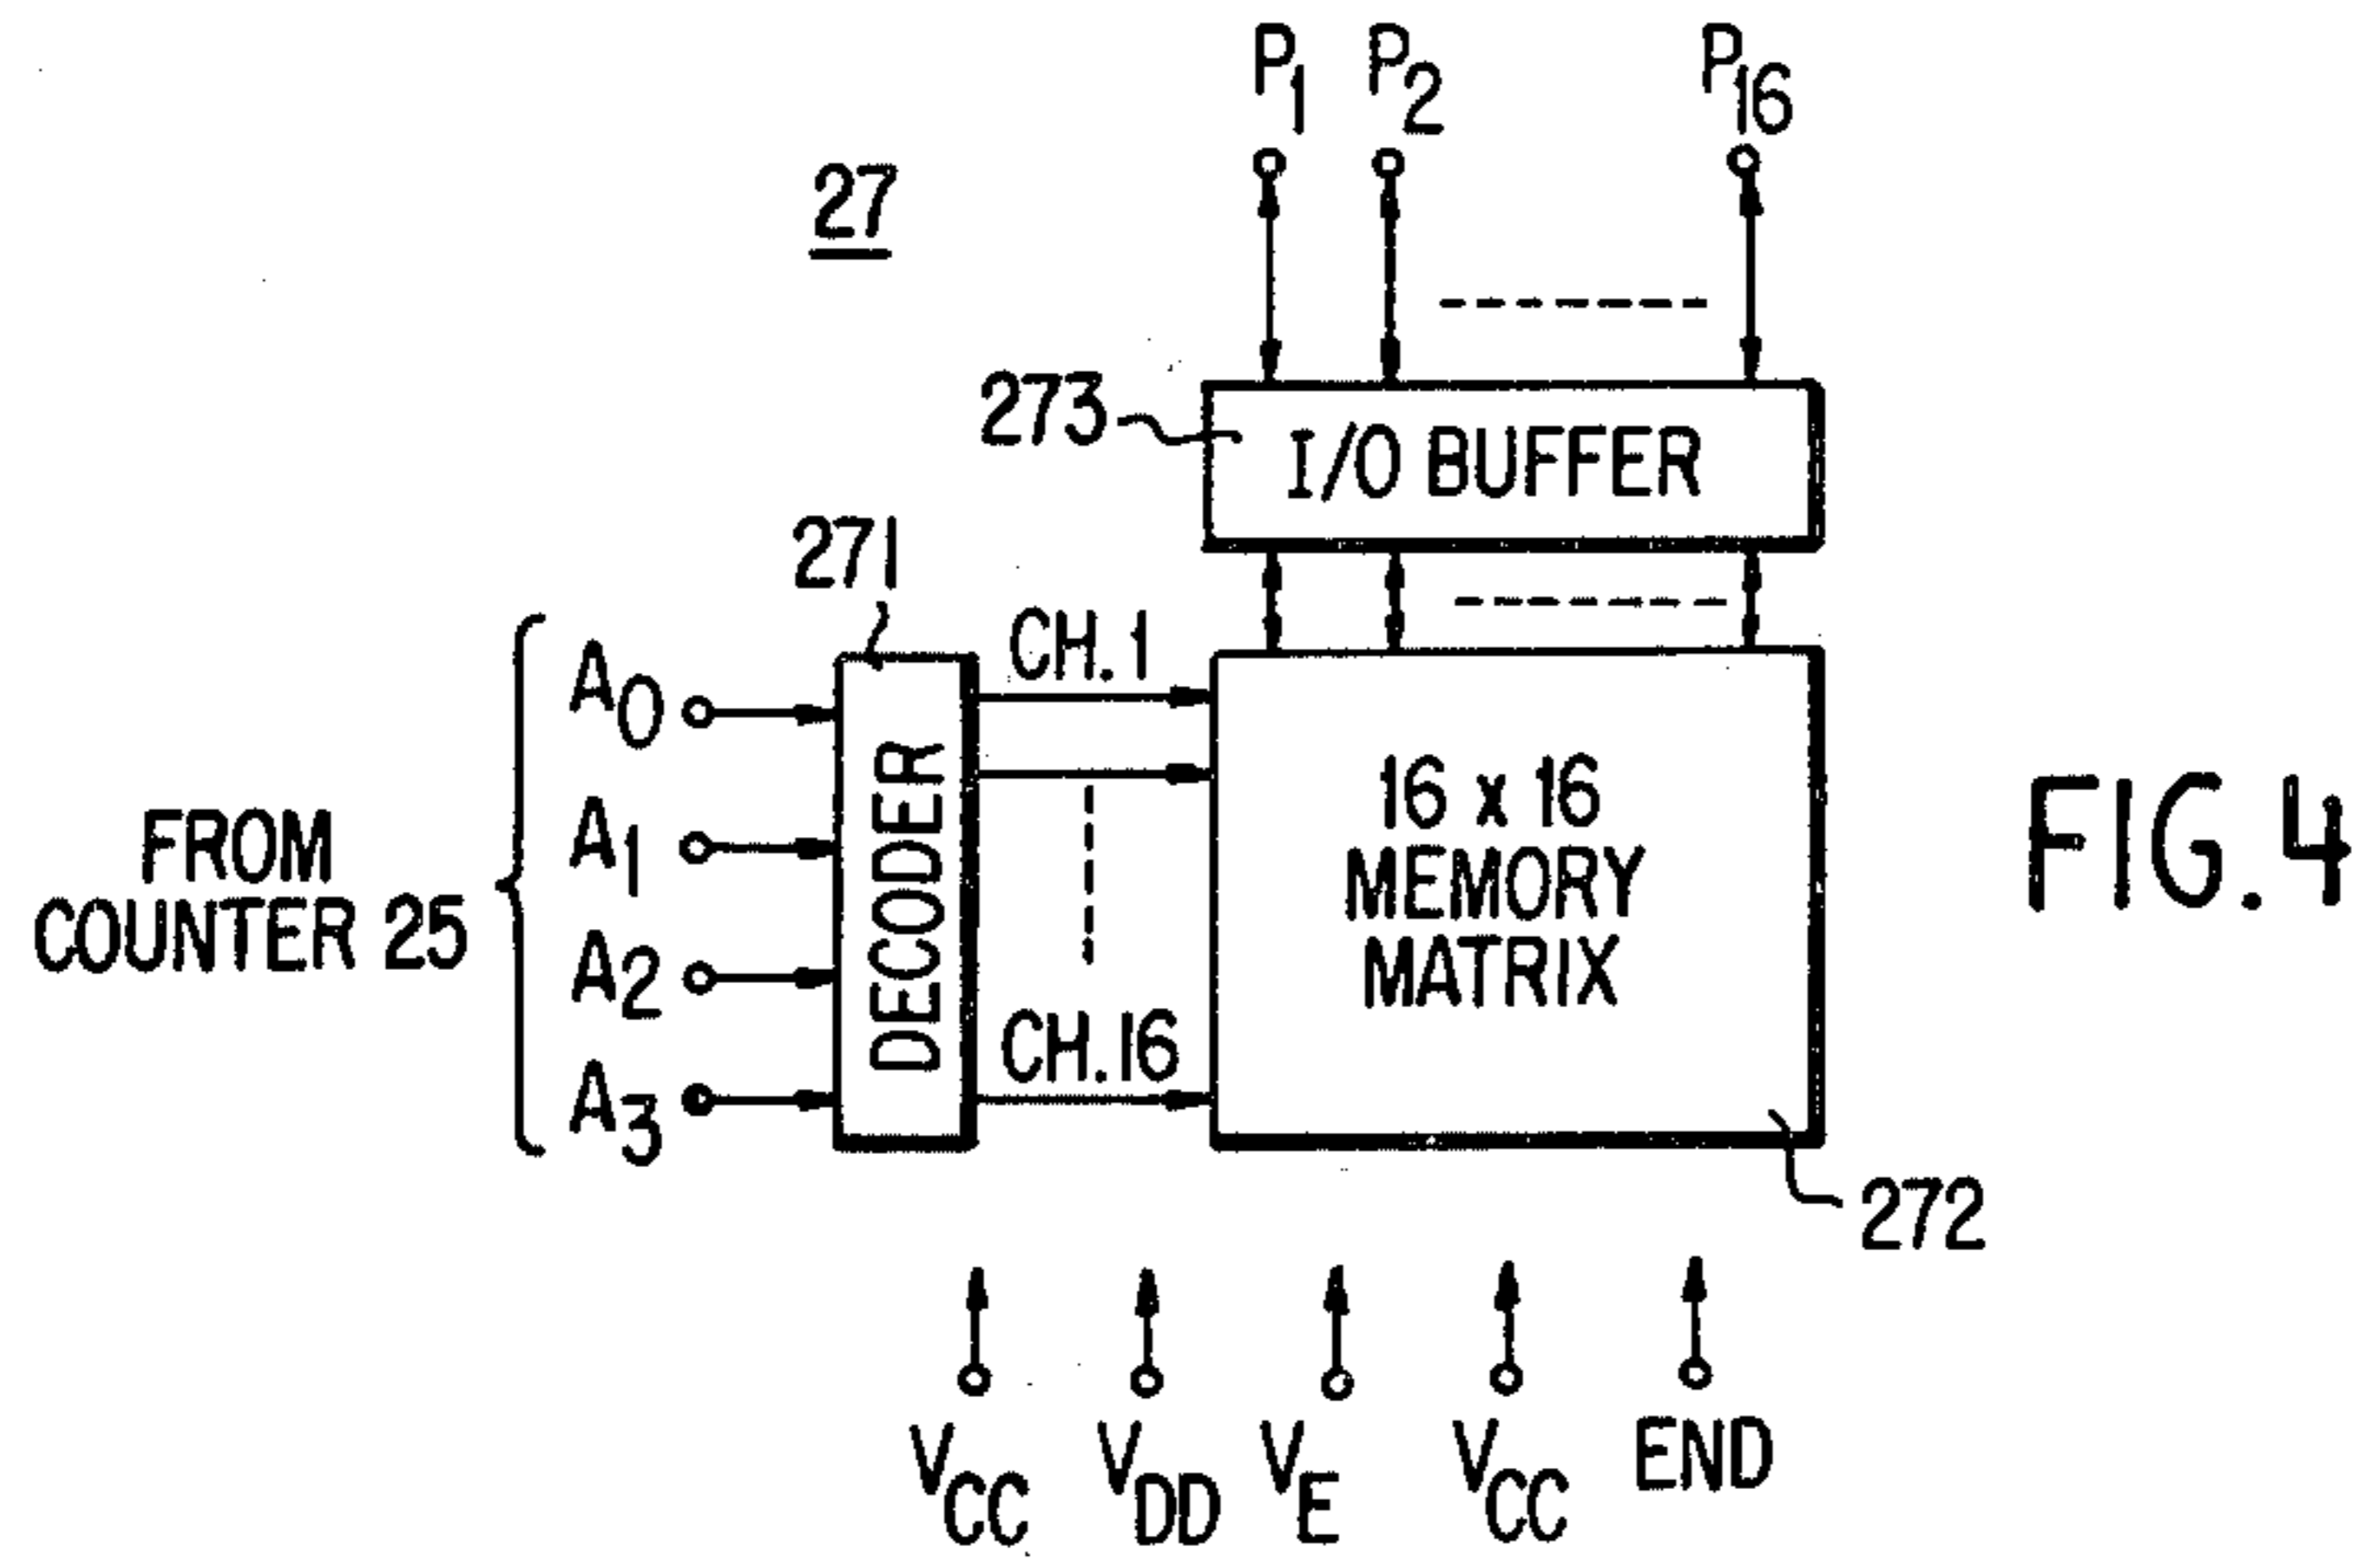 P1 P2 P16
27
273
I/O BUFFER
271
CH.1
A0
A1
A2
A3
FROM
COUNTER 25
DECODER
16 x 16
MEMORY
MATRIX
CH.16
FIG.4
272
VCC VDD VE VCC END